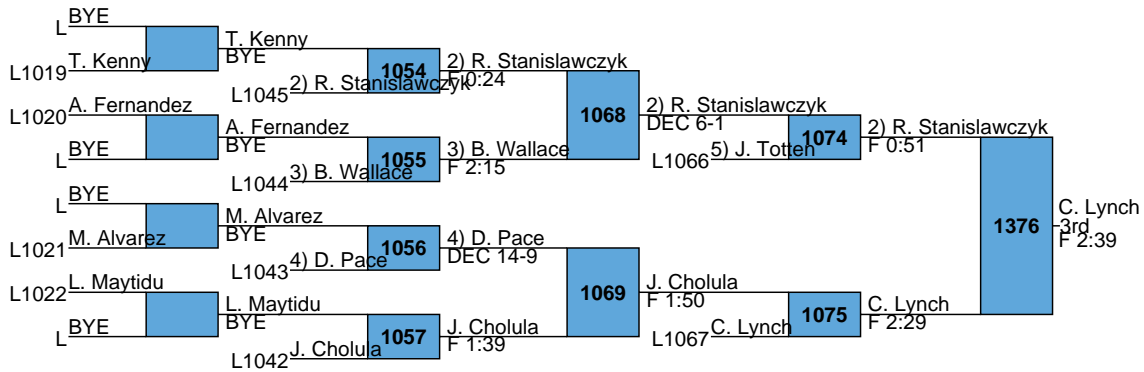 BYE
L
T. Kenny
L1019
T. Kenny
BYE
1054
2) R. Stanislawczyk
L1045
2) R. Stanislawczyk
F 0:24
A. Fernandez
L1020
BYE
L
A. Fernandez
BYE
1055
3) B. Wallace
L1044
3) B. Wallace
F 2:15
1068
2) R. Stanislawczyk
DEC 6-1
5) J. Totten
L1066
1074
2) R. Stanislawczyk
F 0:51
BYE
L
M. Alvarez
L1021
M. Alvarez
BYE
1056
4) D. Pace
L1043
4) D. Pace
DEC 14-9
L. Maytidu
L1022
BYE
L
L. Maytidu
BYE
1057
J. Cholula
L1042
J. Cholula
F 1:39
1069
J. Cholula
F 1:50
C. Lynch
L1067
1075
C. Lynch
F 2:29
1376
C. Lynch
3rd
F 2:39